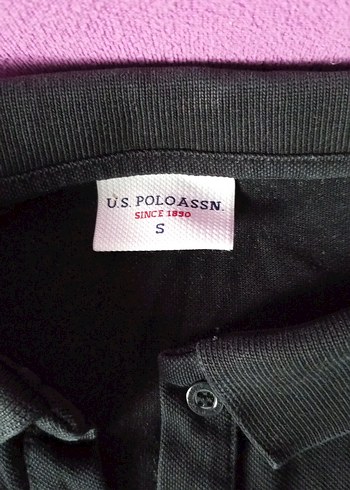 U.S. POLO ASSN.
SINCE 1890
S